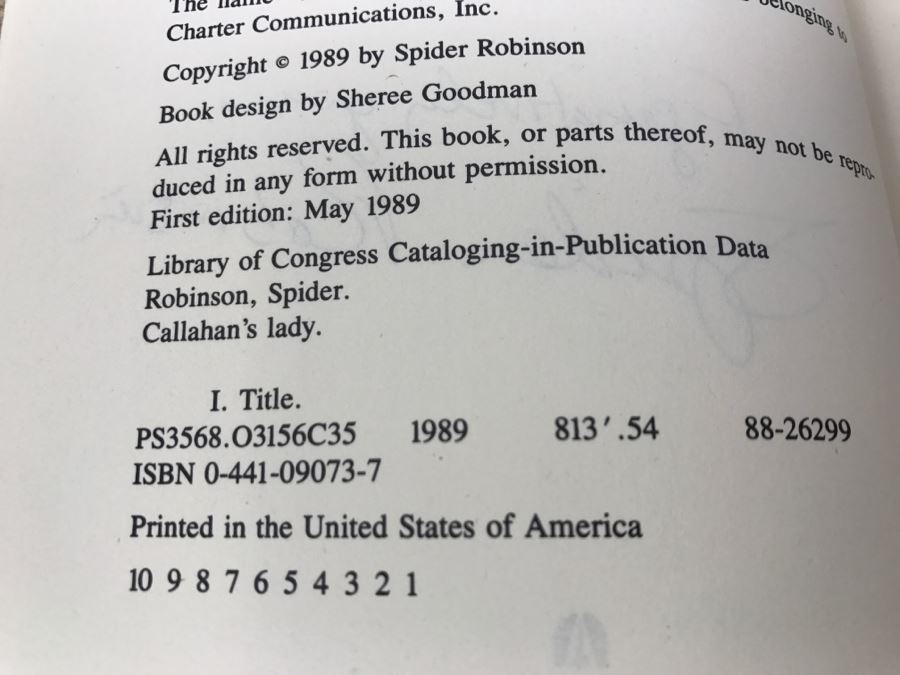 The name belonging to
Charter Communications, Inc.
Copyright © 1989 by Spider Robinson
Book design by Sheree Goodman
All rights reserved. This book, or parts thereof, may not be repro-
duced in any form without permission.
First edition: May 1989
Library of Congress Cataloging-in-Publication Data
Robinson, Spider.
Callahan's lady.
I. Title.
PS3568.O3156C35 1989 813′.54 88-26299
ISBN 0-441-09073-7
Printed in the United States of America
10 9 8 7 6 5 4 3 2 1